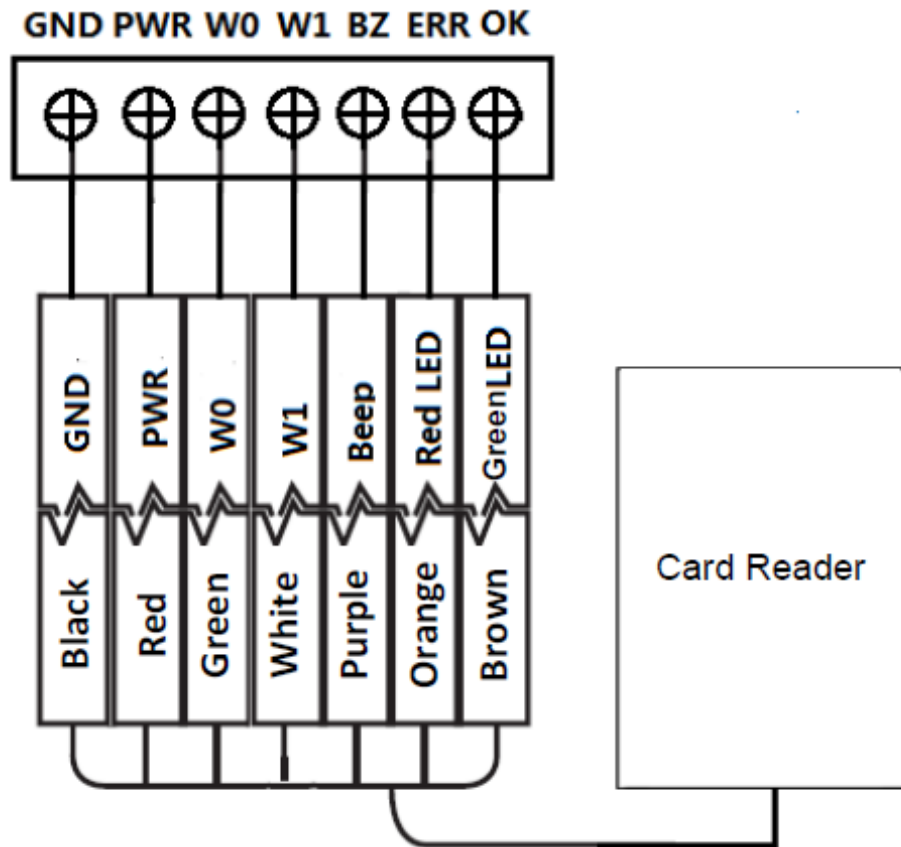 GND PWR W0 W1 BZ ERR OK
GND PWR W0 W1 Beep Red LED GreenLED
Black Red Green White Purple Orange Brown
Card Reader